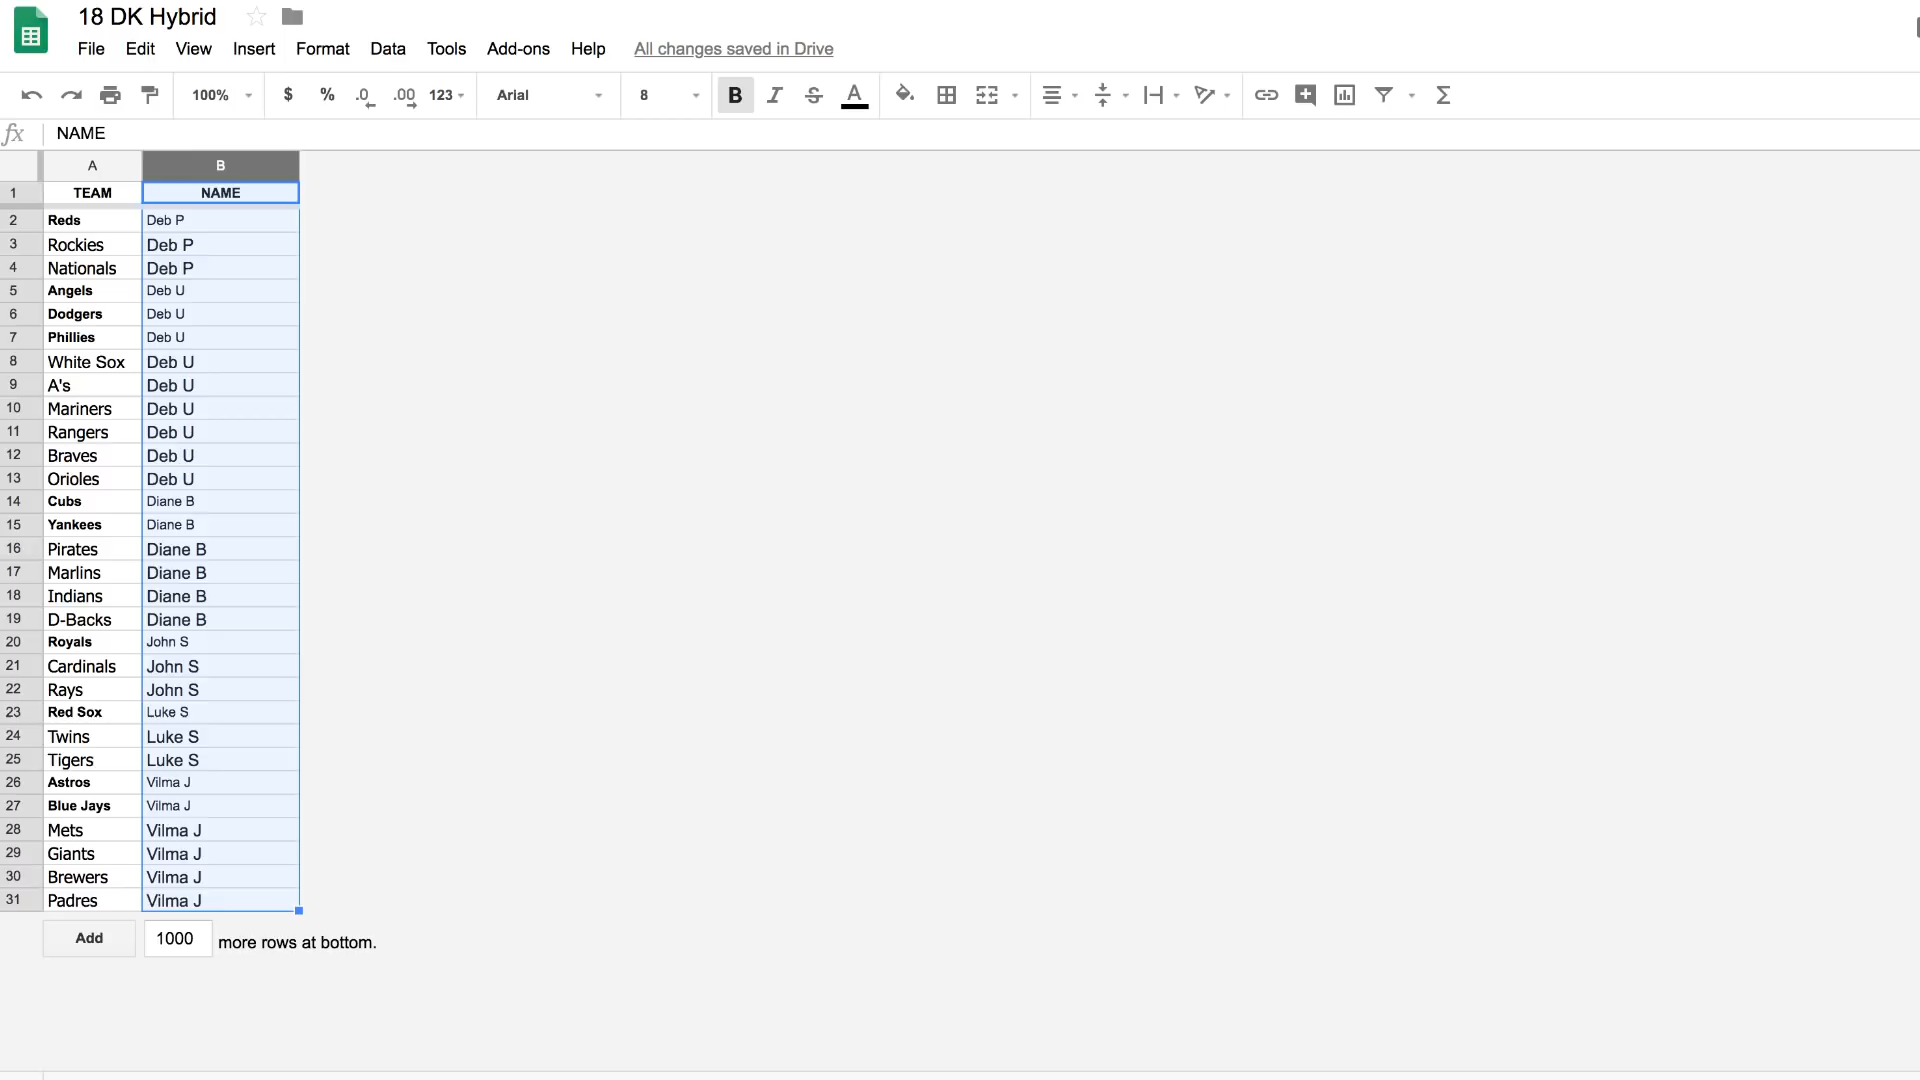 18 DK Hybrid
File Edit View Insert Format Data Tools Add-ons Help All changes saved in Drive
100% $ % .0 .00 123 Arial 8 B I S A Σ
fx NAME
A B
1 TEAM NAME
2 Reds Deb P
3 Rockies Deb P
4 Nationals Deb P
5 Angels Deb U
6 Dodgers Deb U
7 Phillies Deb U
8 White Sox Deb U
9 A's Deb U
10 Mariners Deb U
11 Rangers Deb U
12 Braves Deb U
13 Orioles Deb U
14 Cubs Diane B
15 Yankees Diane B
16 Pirates Diane B
17 Marlins Diane B
18 Indians Diane B
19 D-Backs Diane B
20 Royals John S
21 Cardinals John S
22 Rays John S
23 Red Sox Luke S
24 Twins Luke S
25 Tigers Luke S
26 Astros Vilma J
27 Blue Jays Vilma J
28 Mets Vilma J
29 Giants Vilma J
30 Brewers Vilma J
31 Padres Vilma J
Add 1000 more rows at bottom.